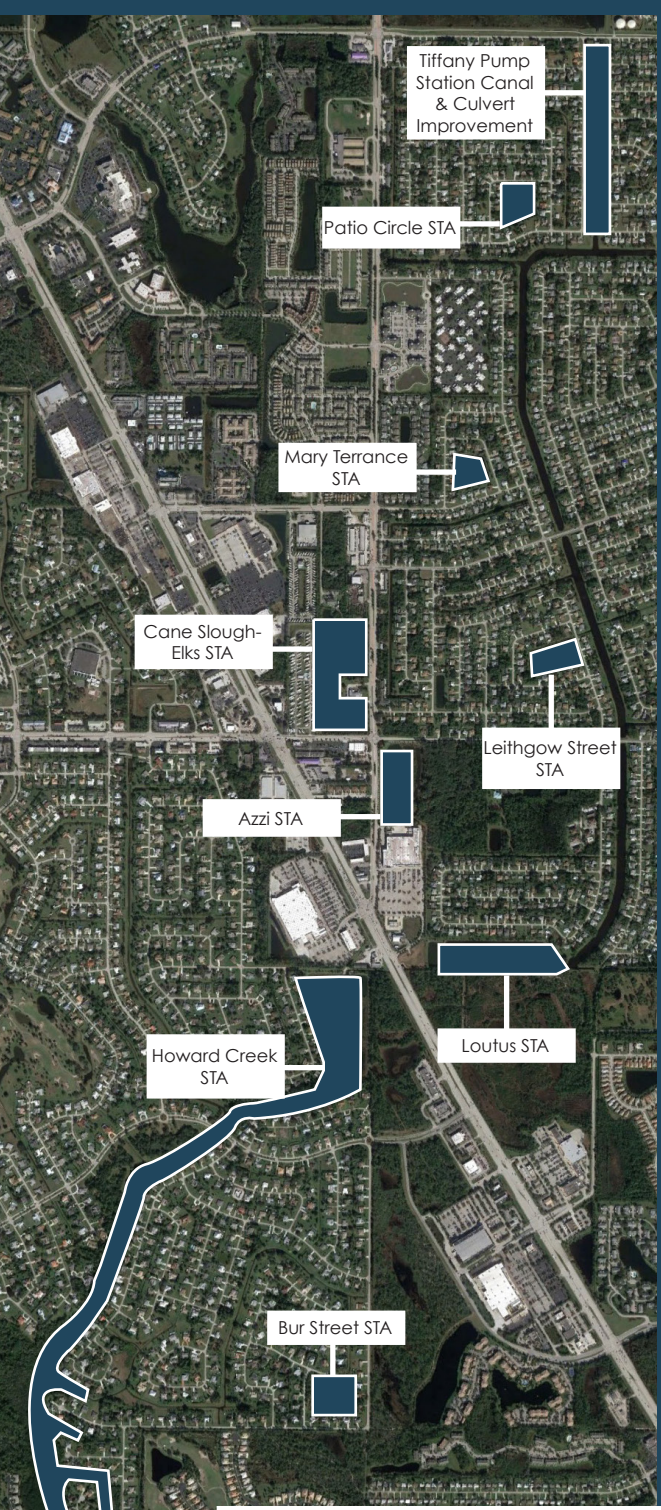 Tiffany Pump
Station Canal
& Culvert
Improvement
Patio Circle STA
Mary Terrance
STA
Cane Slough-
Elks STA
Leithgow Street
STA
Azzi STA
Loutus STA
Howard Creek
STA
Bur Street STA